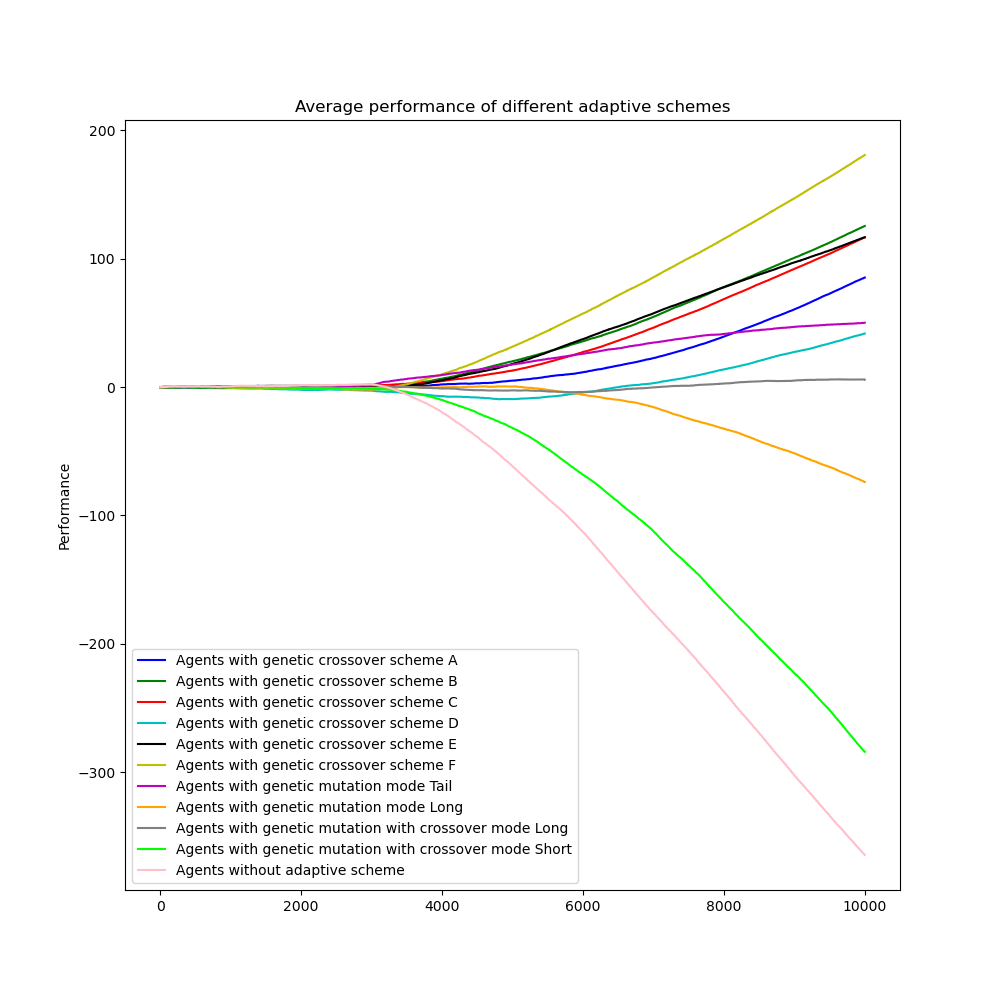 Average performance of different adaptive schemes
200
100
0
−100
−200
−300
Performance
Agents with genetic crossover scheme A
Agents with genetic crossover scheme B
Agents with genetic crossover scheme C
Agents with genetic crossover scheme D
Agents with genetic crossover scheme E
Agents with genetic crossover scheme F
Agents with genetic mutation mode Tail
Agents with genetic mutation mode Long
Agents with genetic mutation with crossover mode Long
Agents with genetic mutation with crossover mode Short
Agents without adaptive scheme
0 2000 4000 6000 8000 10000